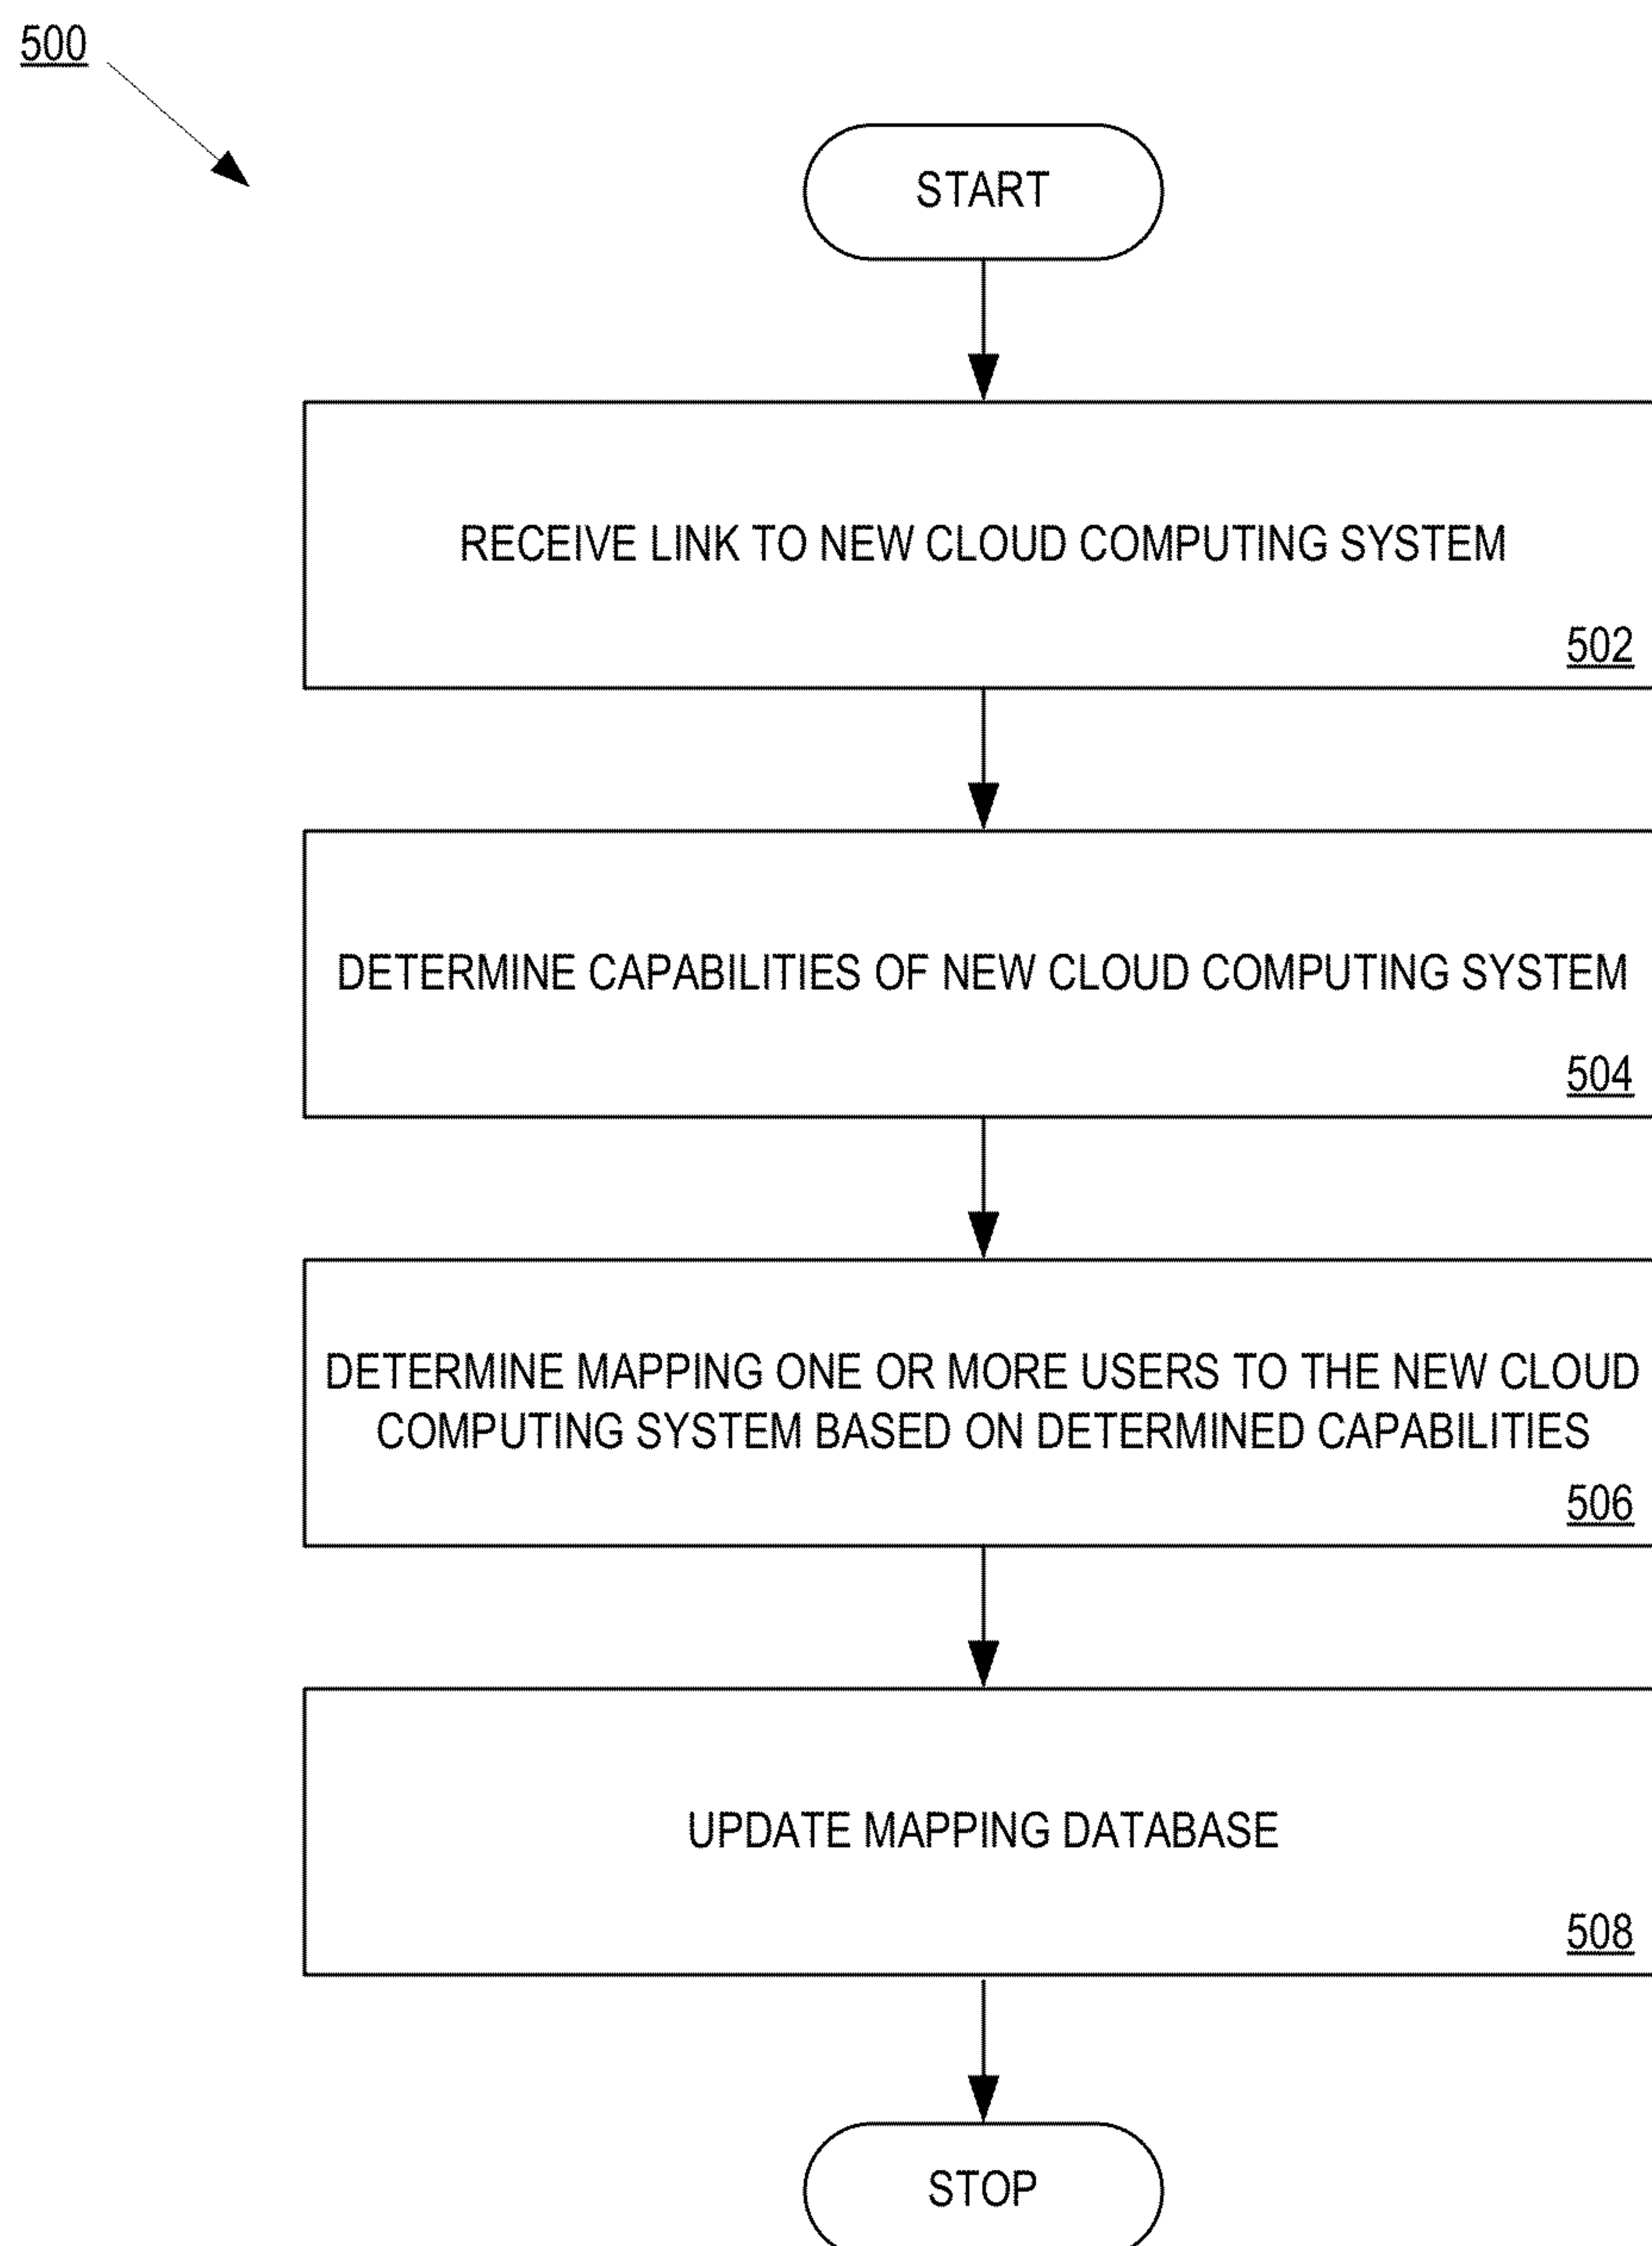 500
START
RECEIVE LINK TO NEW CLOUD COMPUTING SYSTEM
502
DETERMINE CAPABILITIES OF NEW CLOUD COMPUTING SYSTEM
504
DETERMINE MAPPING ONE OR MORE USERS TO THE NEW CLOUD
COMPUTING SYSTEM BASED ON DETERMINED CAPABILITIES
506
UPDATE MAPPING DATABASE
508
STOP